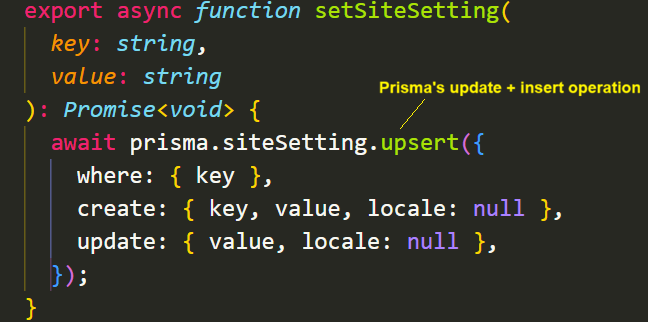 export async function setSiteSetting(
  key: string,
  value: string
): Promise<void> {
Prisma's update + insert operation
  await prisma.siteSetting.upsert({
    where: { key },
    create: { key, value, locale: null },
    update: { value, locale: null },
  });
}